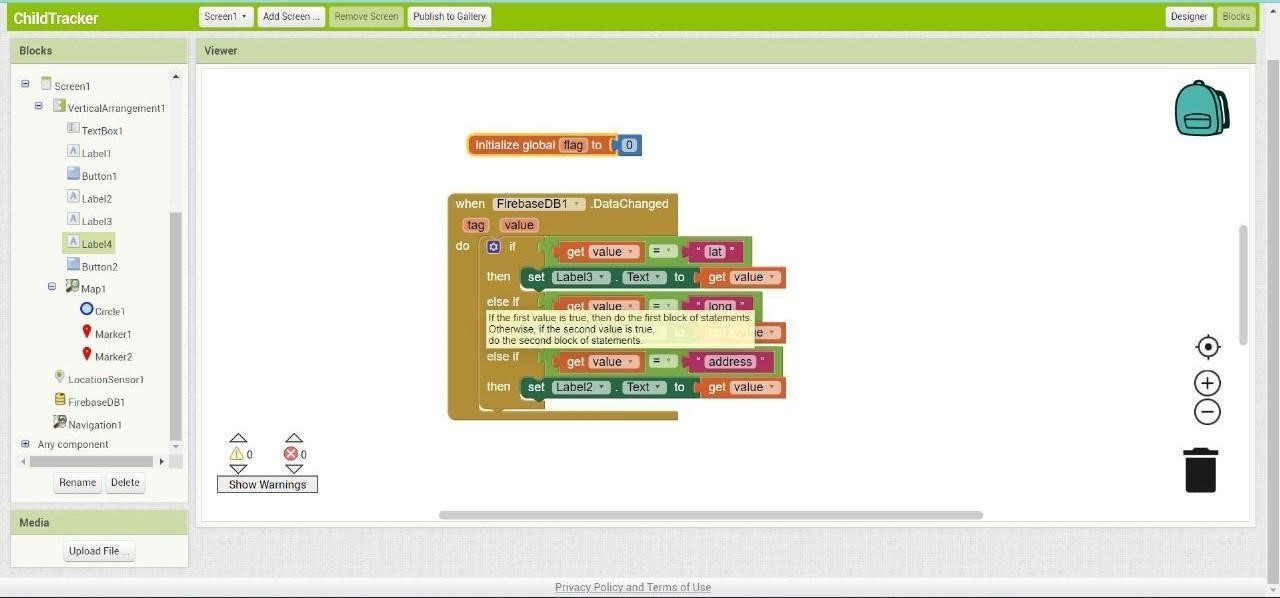 ChildTracker
Screen1 Add Screen ... Remove Screen Publish to Gallery Designer Blocks
Blocks
Screen1
VerticalArrangement1
TextBox1
Label1
Button1
Label2
Label3
Label4
Button2
Map1
Circle1
Marker1
Marker2
LocationSensor1
FirebaseDB1
Navigation1
Any component
Rename Delete
Media
Upload File ...
Viewer
initialize global flag to 0
when FirebaseDB1 .DataChanged
tag value
do if get value = " lat "
then set Label3 . Text to get value
else if get value = " long "
If the first value is true, then do the first block of statements.
Otherwise, if the second value is true,
do the second block of statements.
else if get value = " address "
then set Label2 . Text to get value
0 0
Show Warnings
Privacy Policy and Terms of Use